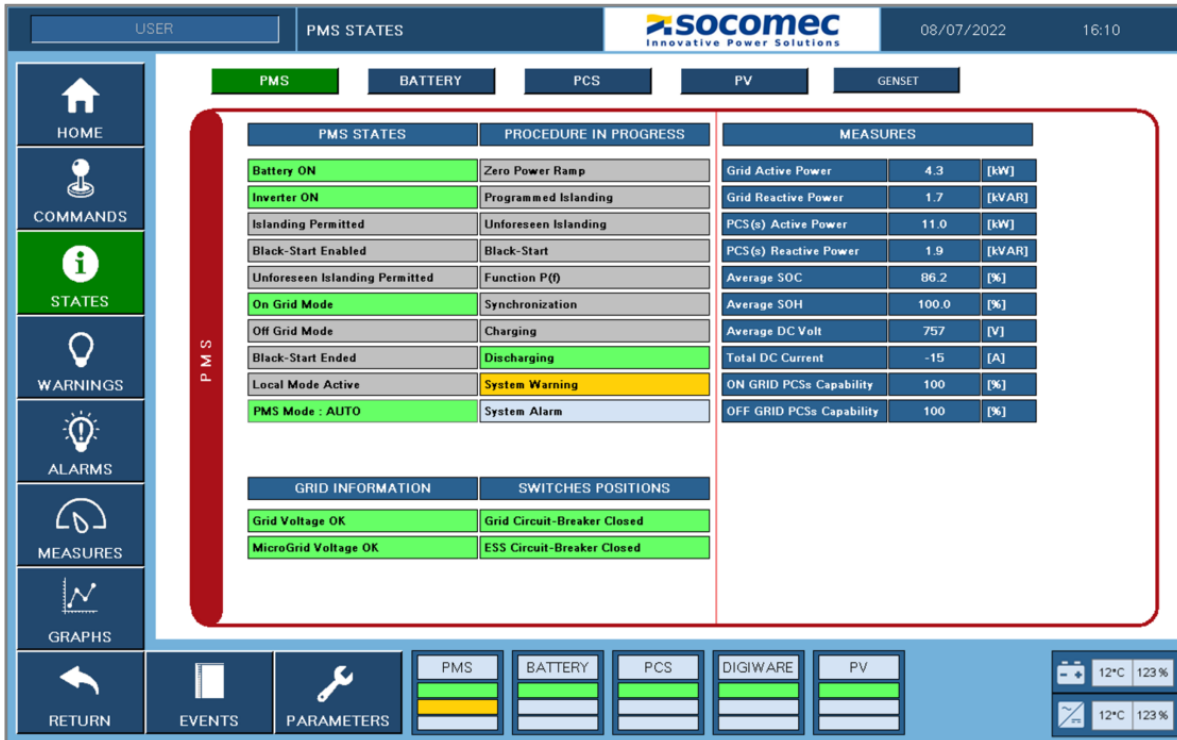 USER
PMS STATES
socomec
Innovative Power Solutions
08/07/2022
16:10
HOME
COMMANDS
STATES
WARNINGS
ALARMS
MEASURES
GRAPHS
PMS
BATTERY
PCS
PV
GENSET
PMS
PMS STATES
Battery ON
Inverter ON
Islanding Permitted
Black-Start Enabled
Unforeseen Islanding Permitted
On Grid Mode
Off Grid Mode
Black-Start Ended
Local Mode Active
PMS Mode : AUTO
PROCEDURE IN PROGRESS
Zero Power Ramp
Programmed Islanding
Unforeseen Islanding
Black-Start
Function P(f)
Synchronization
Charging
Discharging
System Warning
System Alarm
MEASURES
Grid Active Power 4.3 [kW]
Grid Reactive Power 1.7 [kVAR]
PCS(s) Active Power 11.0 [kW]
PCS(s) Reactive Power 1.9 [kVAR]
Average SOC 86.2 [%]
Average SOH 100.0 [%]
Average DC Volt 757 [V]
Total DC Current -15 [A]
ON GRID PCSs Capability 100 [%]
OFF GRID PCSs Capability 100 [%]
GRID INFORMATION
Grid Voltage OK
MicroGrid Voltage OK
SWITCHES POSITIONS
Grid Circuit-Breaker Closed
ESS Circuit-Breaker Closed
RETURN
EVENTS
PARAMETERS
PMS
BATTERY
PCS
DIGIWARE
PV
12°C 123%
12°C 123%